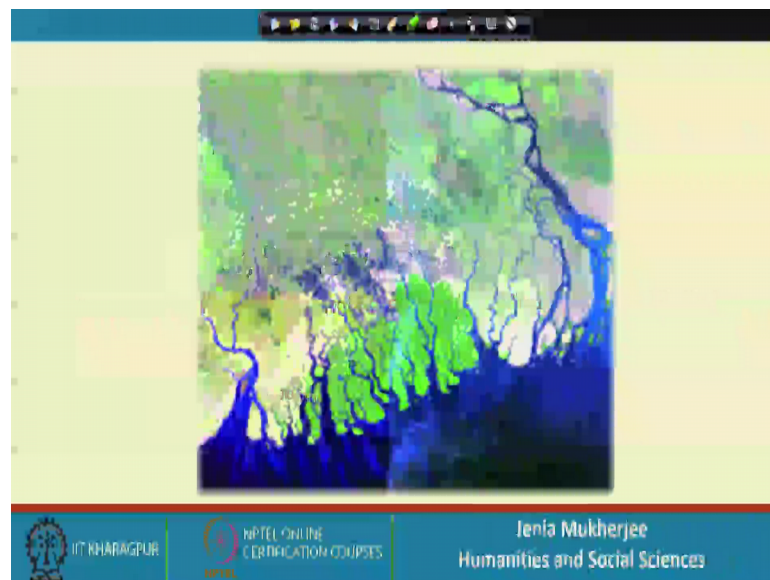 IIT KHARAGPUR
NPTEL ONLINE
CERTIFICATION COURSES
Jenia Mukherjee
Humanities and Social Sciences